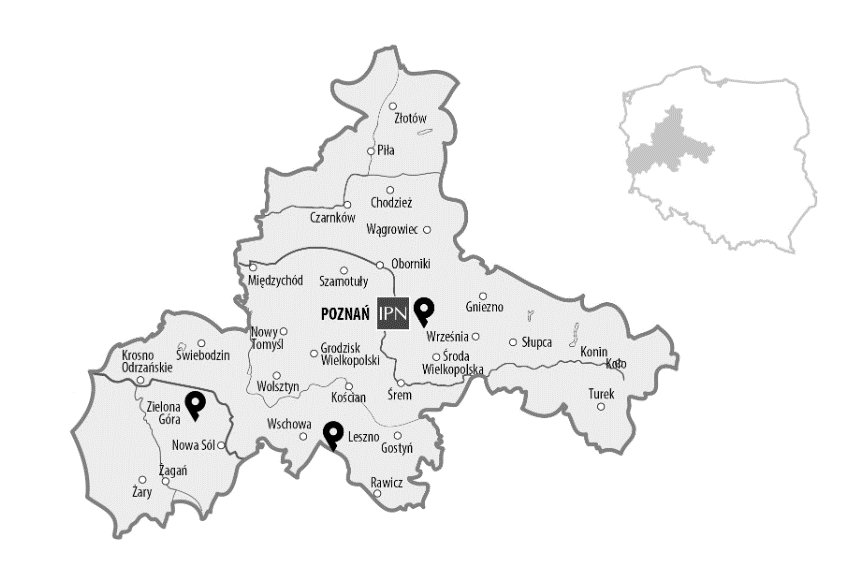 Złotów
Piła
Chodzież
Czarnków
Wągrowiec
Oborniki
Międzychód
Szamotuły
Gniezno
POZNAŃ IPN
Nowy
Tomyśl
Września
Słupca
Grodzisk
Wielkopolski
Środa
Wielkopolska
Konin
Koło
Krosno
Odrzańskie
Świebodzin
Wolsztyn
Kościan
Śrem
Turek
Zielona
Góra
Wschowa
Leszno
Nowa Sól
Gostyń
Żagań
Żary
Rawicz